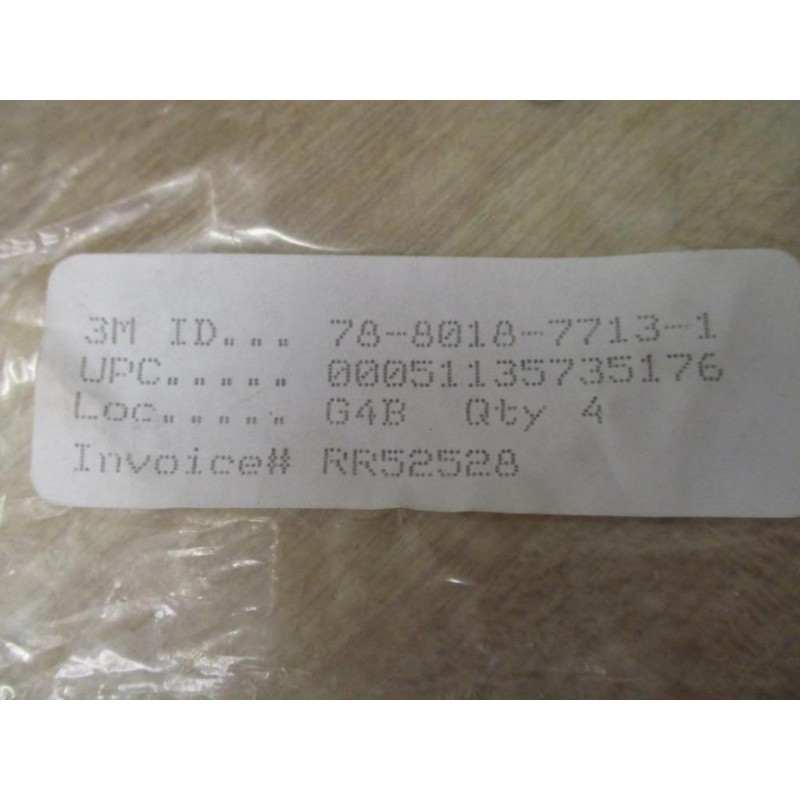 3M ID... 78-8018-7713-1
UPC..... 00051135735176
Loc..... G4B Qty 4
Invoice# RR52528